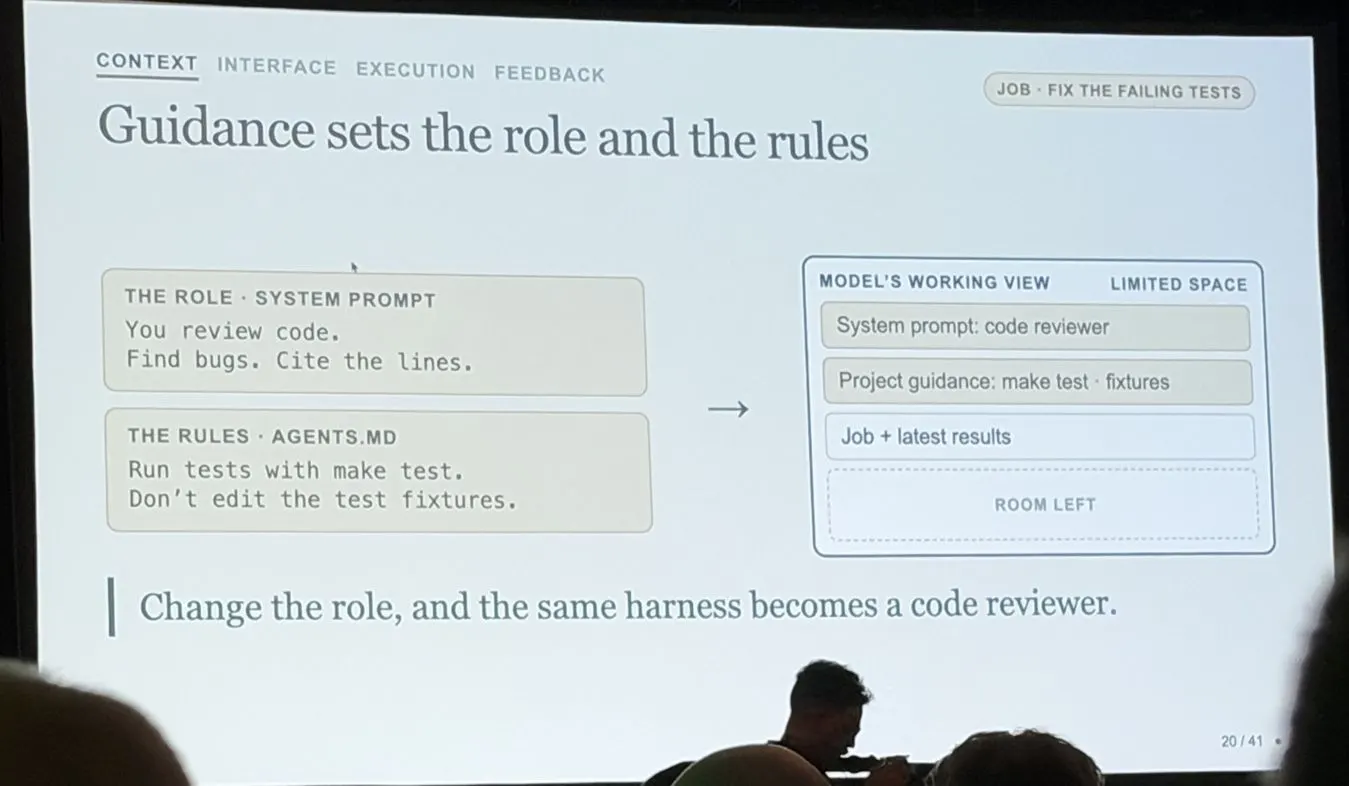 CONTEXT INTERFACE EXECUTION FEEDBACK
JOB · FIX THE FAILING TESTS
Guidance sets the role and the rules
THE ROLE · SYSTEM PROMPT
You review code.
Find bugs. Cite the lines.
THE RULES · AGENTS.MD
Run tests with make test.
Don't edit the test fixtures.
→
MODEL'S WORKING VIEW LIMITED SPACE
System prompt: code reviewer
Project guidance: make test · fixtures
Job + latest results
ROOM LEFT
Change the role, and the same harness becomes a code reviewer.
20 / 41